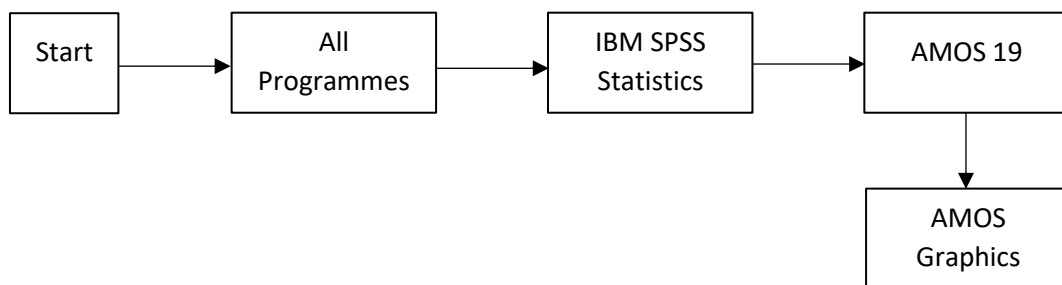 Start
All
Programmes
IBM SPSS
Statistics
AMOS 19
AMOS
Graphics